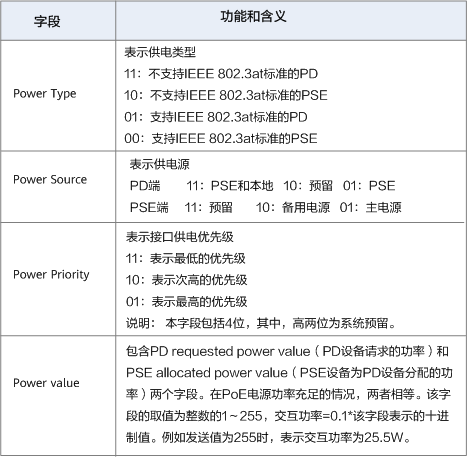 字段
功能和含义
Power Type
表示供电类型
11：不支持IEEE 802.3at标准的PD
10：不支持IEEE 802.3at标准的PSE
01：支持IEEE 802.3at标准的PD
00：支持IEEE 802.3at标准的PSE
Power Source
表示供电源
PD端 11：PSE和本地 10：预留 01：PSE
PSE端 11：预留 10：备用电源 01：主电源
Power Priority
表示接口供电优先级
11：表示最低的优先级
10：表示次高的优先级
01：表示最高的优先级
说明： 本字段包括4位，其中，高两位为系统预留。
Power value
包含PD requested power value（PD设备请求的功率）和
PSE allocated power value（PSE设备为PD设备分配的功
率）两个字段。在PoE电源功率充足的情况，两者相等。该字
段的取值为整数的1～255，交互功率=0.1*该字段表示的十进
制值。例如发送值为255时，表示交互功率为25.5W。